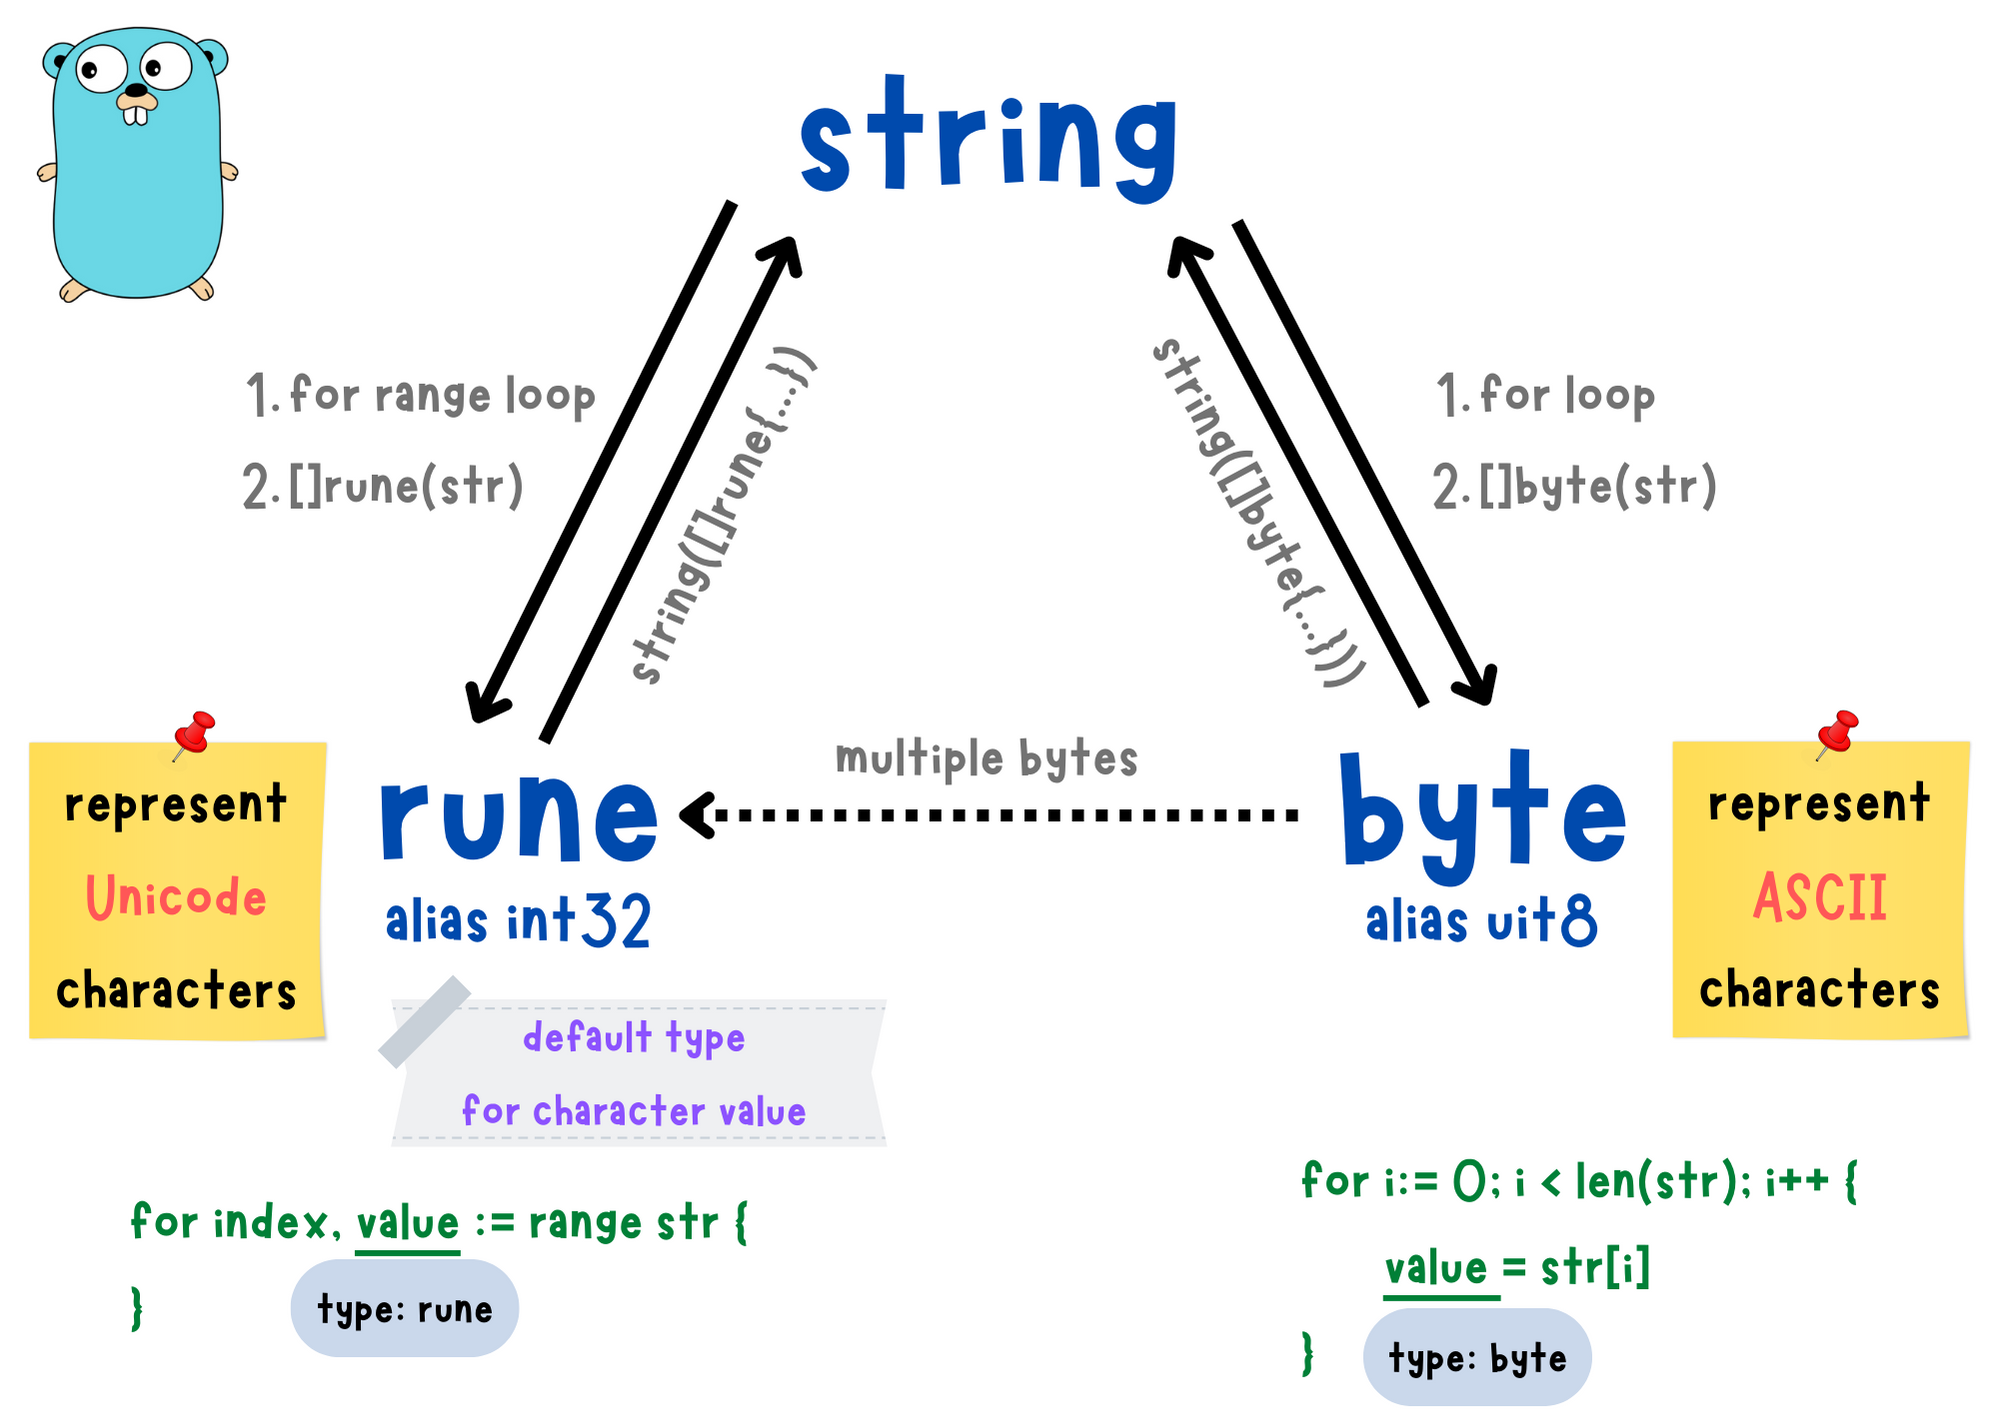 string
1. for range loop
2. []rune(str)
string([]rune{...})
string([]byte{...}))
1. for loop
2. []byte(str)
multiple bytes
rune
alias int32
byte
alias uit8
represent
Unicode
characters
represent
ASCII
characters
default type
for character value
for index, value := range str {
}
type: rune
for i:= 0; i < len(str); i++ {
value = str[i]
}
type: byte